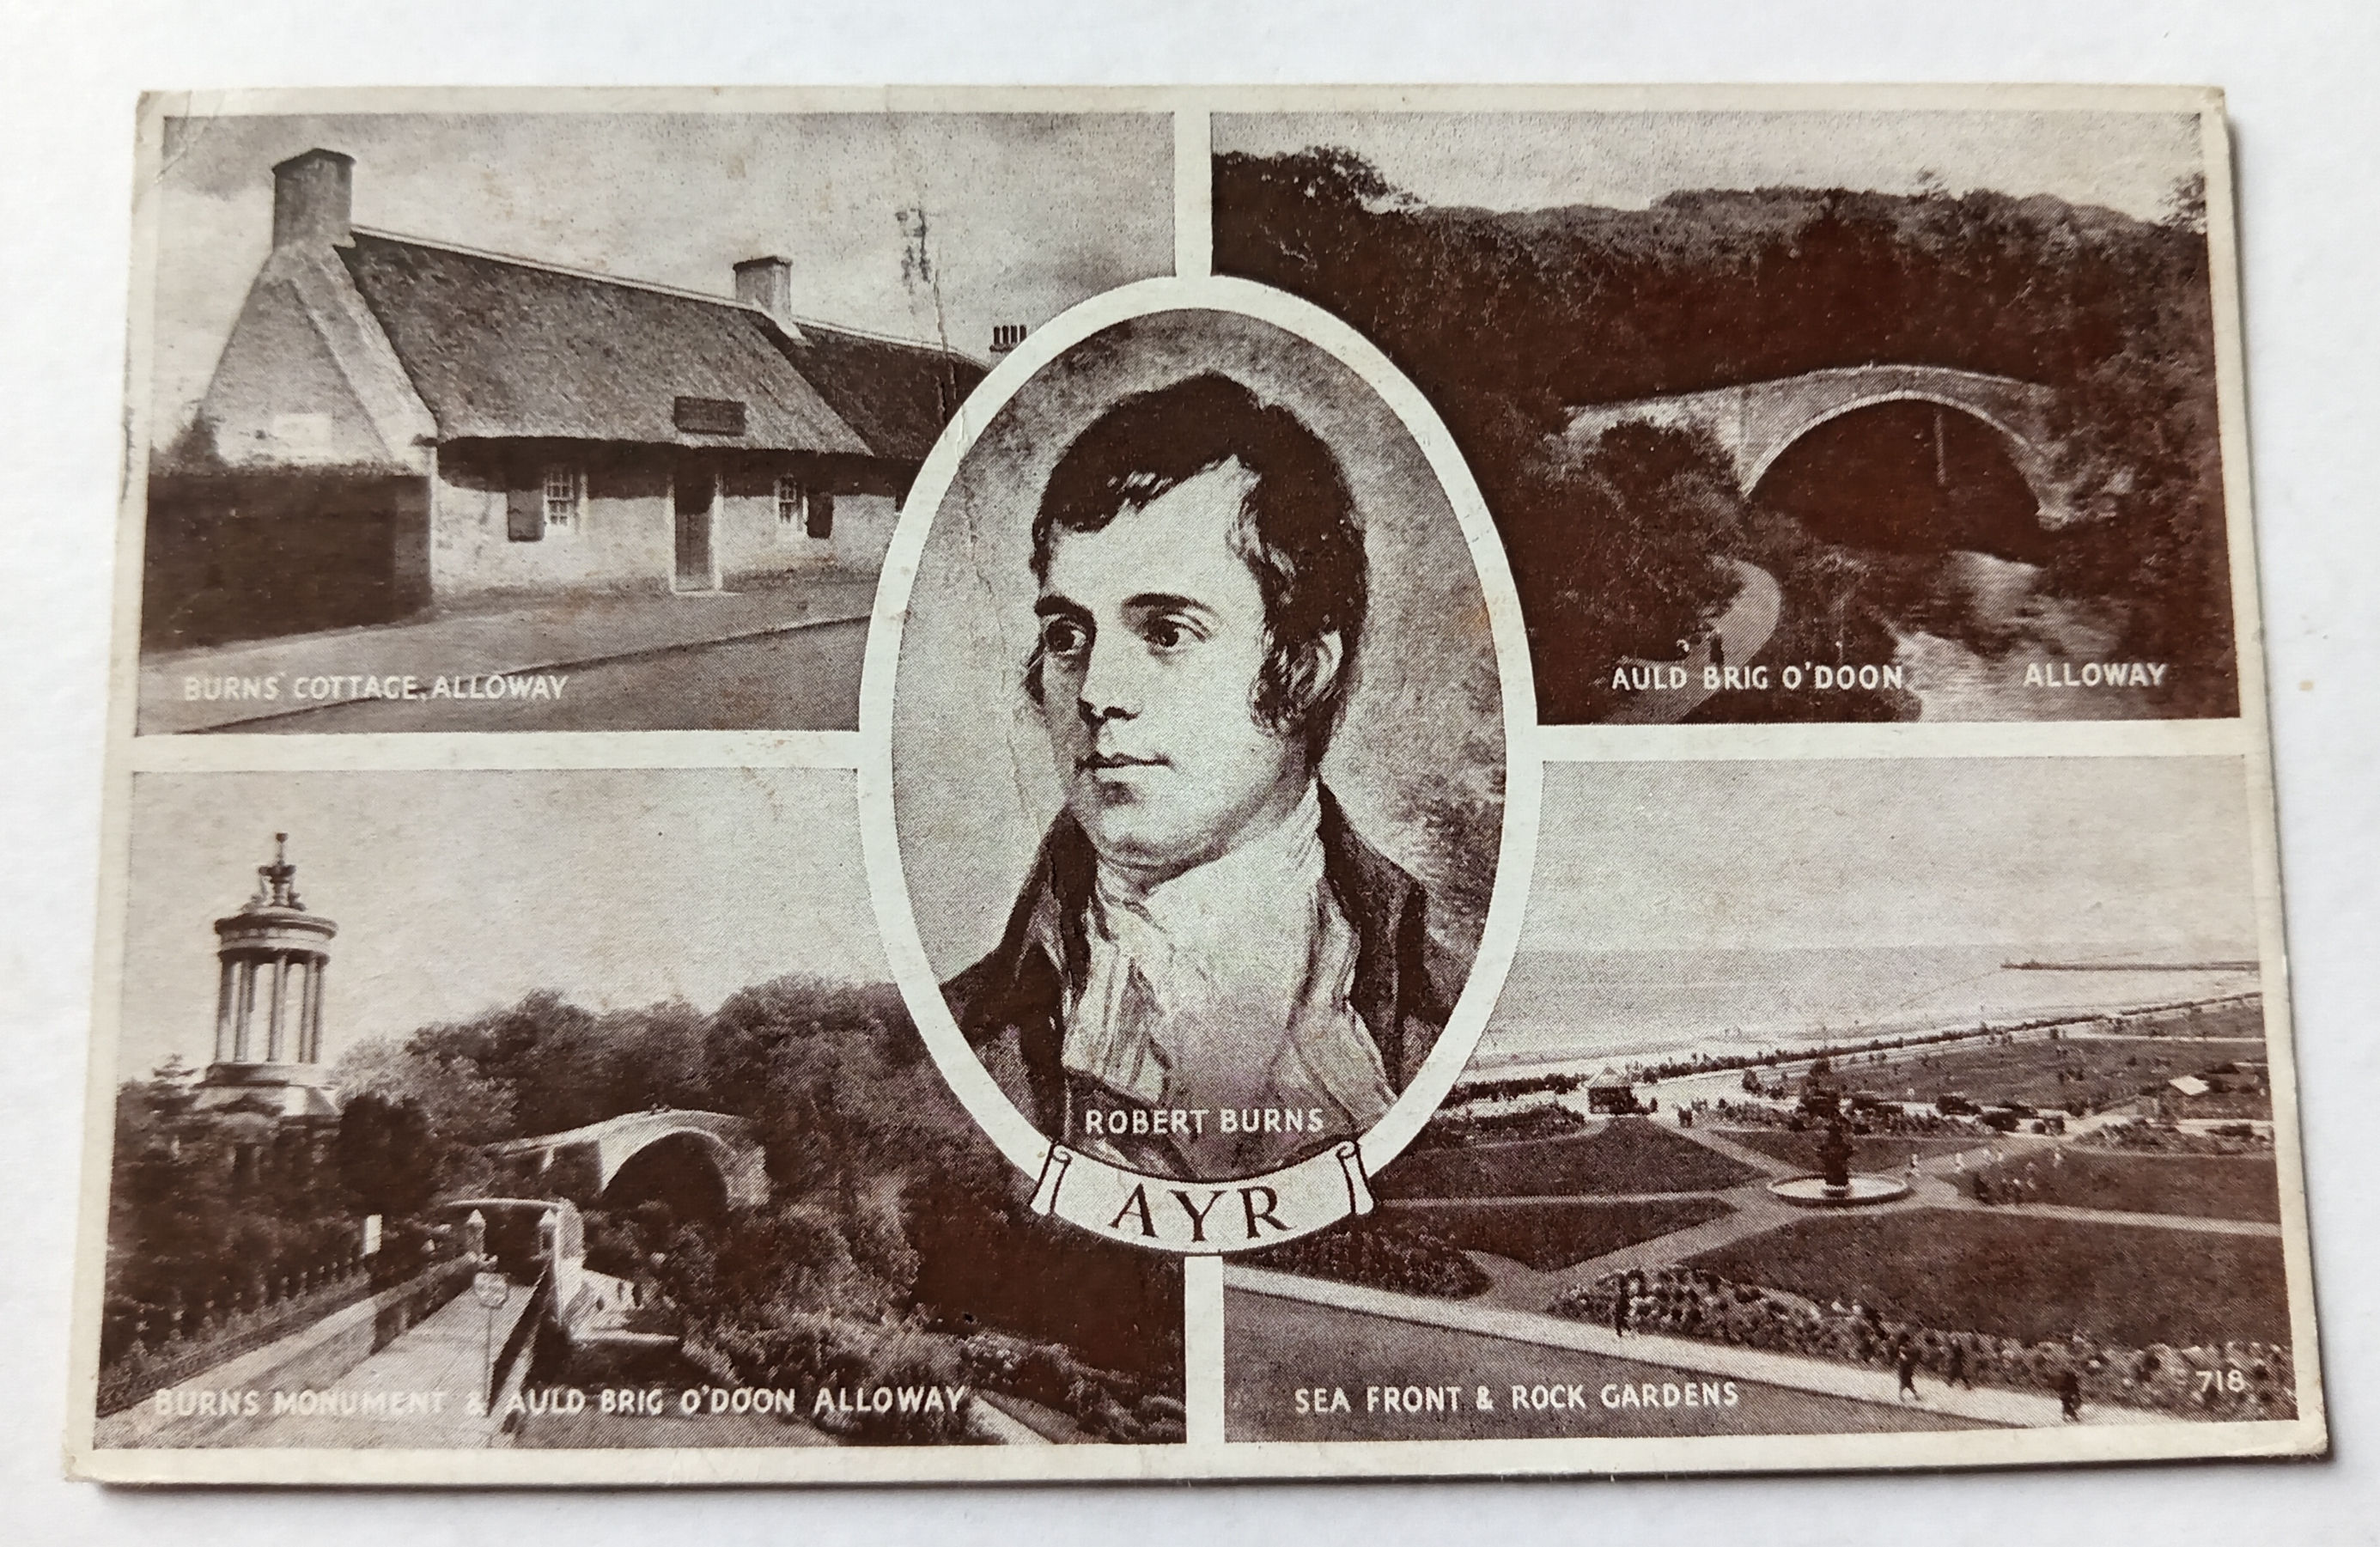 BURNS' COTTAGE, ALLOWAY
AULD BRIG O'DOON ALLOWAY
ROBERT BURNS
AYR
BURNS MONUMENT & AULD BRIG O'DOON ALLOWAY
SEA FRONT & ROCK GARDENS
718